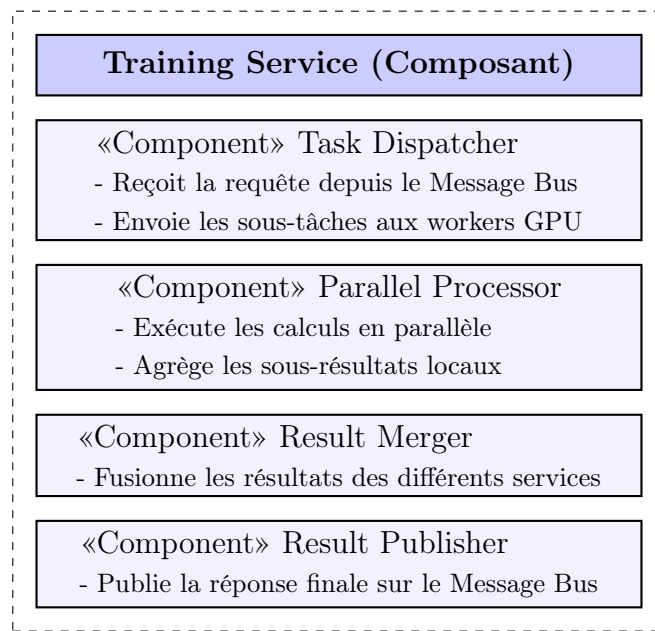 Training Service (Composant)
«Component» Task Dispatcher
- Reçoit la requête depuis le Message Bus
- Envoie les sous-tâches aux workers GPU
«Component» Parallel Processor
- Exécute les calculs en parallèle
- Agrège les sous-résultats locaux
«Component» Result Merger
- Fusionne les résultats des différents services
«Component» Result Publisher
- Publie la réponse finale sur le Message Bus